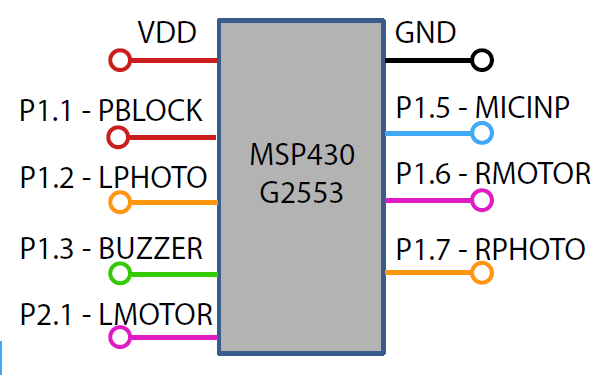 VDD
GND
P1.1 - PBLOCK
P1.5 - MICINP
MSP430
G2553
P1.2 - LPHOTO
P1.6 - RMOTOR
P1.3 - BUZZER
P1.7 - RPHOTO
P2.1 - LMOTOR